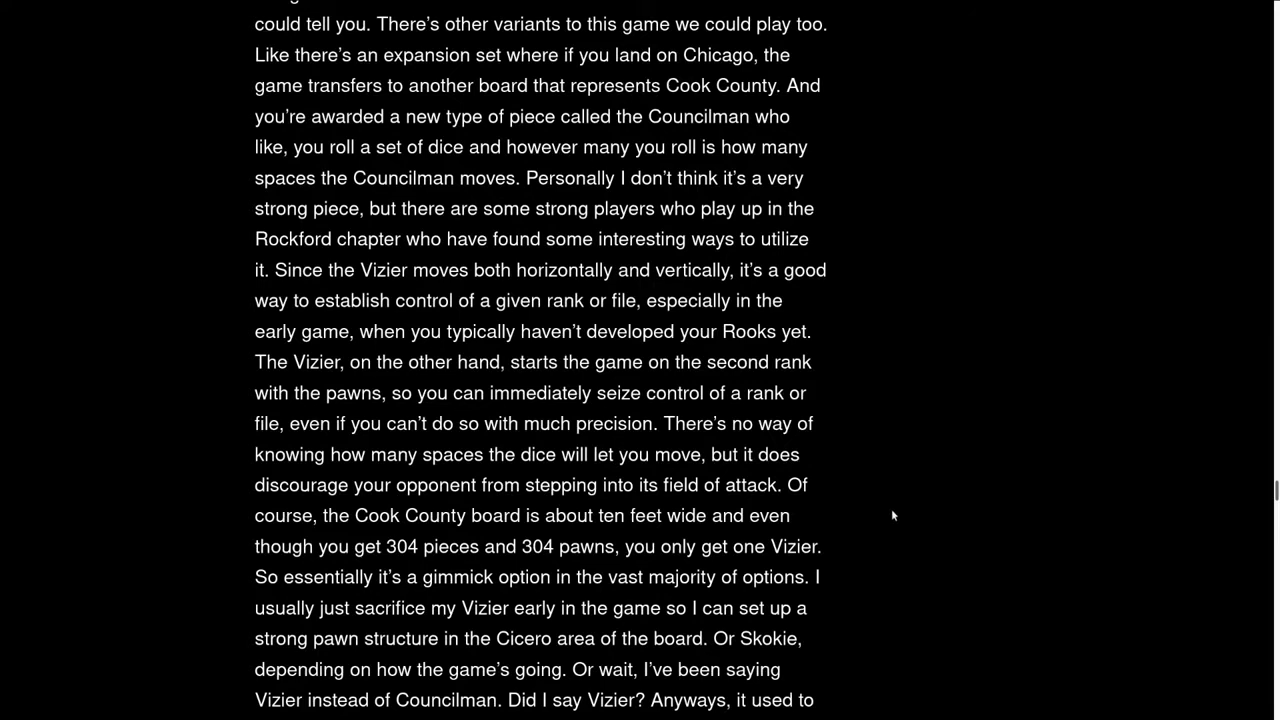 could tell you. There’s other variants to this game we could play too.
Like there’s an expansion set where if you land on Chicago, the
game transfers to another board that represents Cook County. And
you’re awarded a new type of piece called the Councilman who
like, you roll a set of dice and however many you roll is how many
spaces the Councilman moves. Personally I don’t think it’s a very
strong piece, but there are some strong players who play up in the
Rockford chapter who have found some interesting ways to utilize
it. Since the Vizier moves both horizontally and vertically, it’s a good
way to establish control of a given rank or file, especially in the
early game, when you typically haven’t developed your Rooks yet.
The Vizier, on the other hand, starts the game on the second rank
with the pawns, so you can immediately seize control of a rank or
file, even if you can’t do so with much precision. There’s no way of
knowing how many spaces the dice will let you move, but it does
discourage your opponent from stepping into its field of attack. Of
course, the Cook County board is about ten feet wide and even
though you get 304 pieces and 304 pawns, you only get one Vizier.
So essentially it’s a gimmick option in the vast majority of options. I
usually just sacrifice my Vizier early in the game so I can set up a
strong pawn structure in the Cicero area of the board. Or Skokie,
depending on how the game’s going. Or wait, I’ve been saying
Vizier instead of Councilman. Did I say Vizier? Anyways, it used to